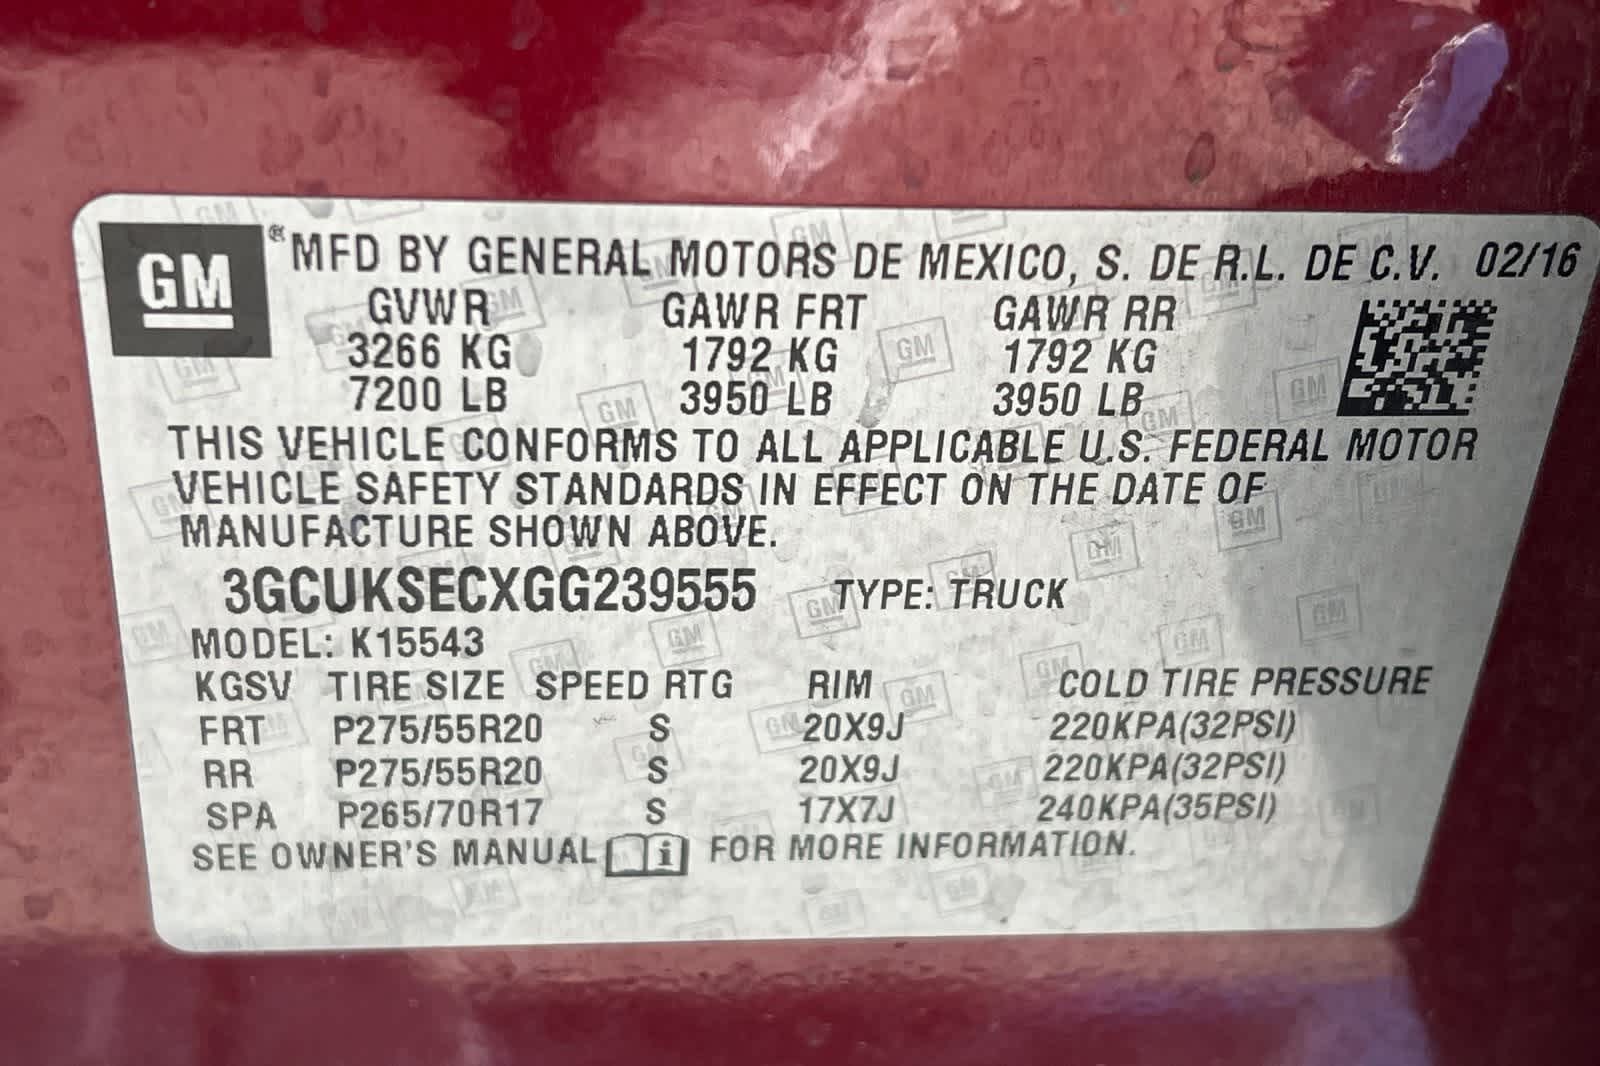 GM ® MFD BY GENERAL MOTORS DE MEXICO, S. DE R.L. DE C.V. 02/16
GVWR GAWR FRT GAWR RR
3266 KG 1792 KG 1792 KG
7200 LB 3950 LB 3950 LB
THIS VEHICLE CONFORMS TO ALL APPLICABLE U.S. FEDERAL MOTOR
VEHICLE SAFETY STANDARDS IN EFFECT ON THE DATE OF
MANUFACTURE SHOWN ABOVE.
3GCUKSECXGG239555 TYPE: TRUCK
MODEL: K15543
KGSV TIRE SIZE SPEED RTG RIM COLD TIRE PRESSURE
FRT P275/55R20 S 20X9J 220KPA(32PSI)
RR P275/55R20 S 20X9J 220KPA(32PSI)
SPA P265/70R17 S 17X7J 240KPA(35PSI)
SEE OWNER'S MANUAL i FOR MORE INFORMATION.